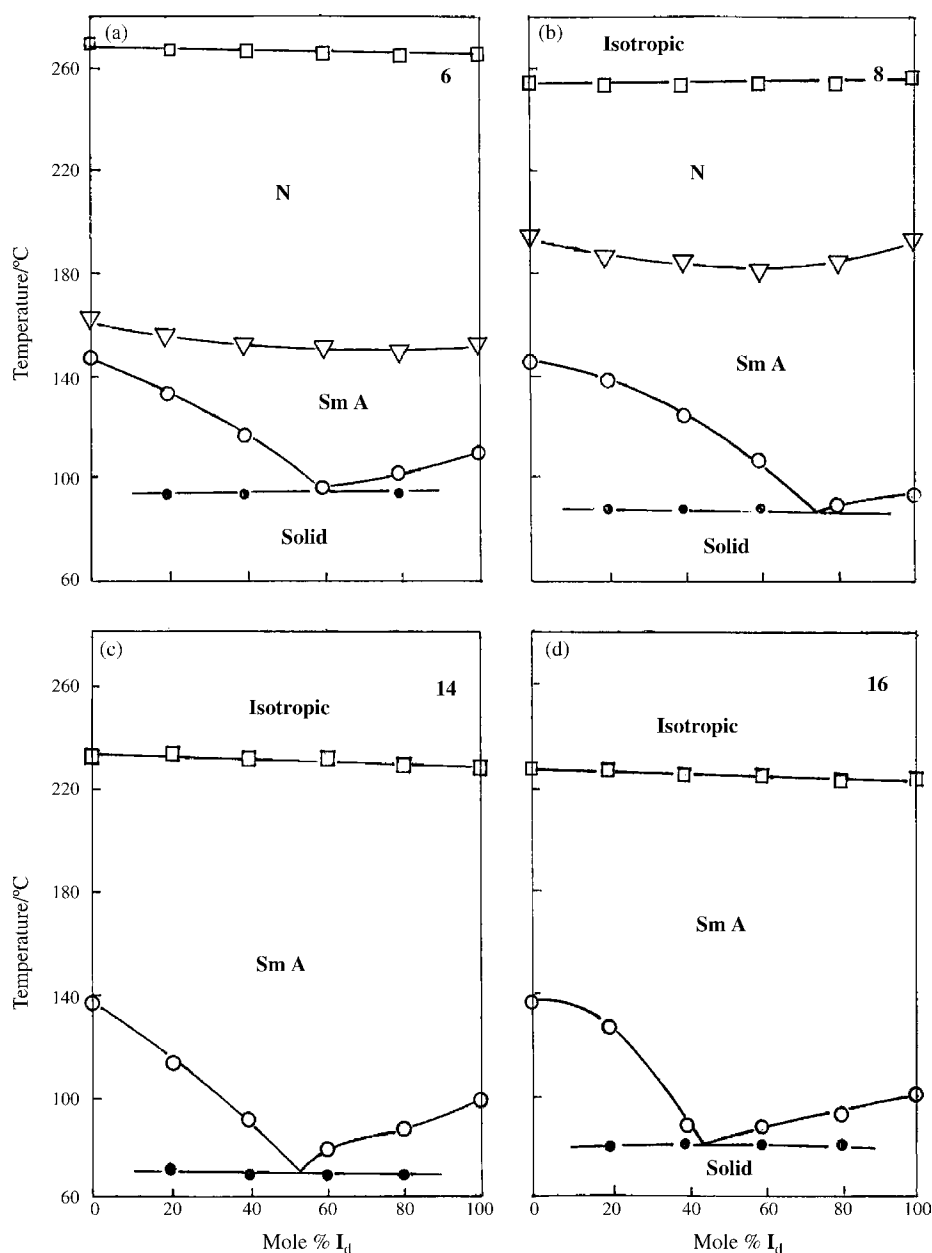 (a)
6
N
Sm A
Solid
260
220
180
140
100
60
Temperature/ºC
(b)
Isotropic
8
N
Sm A
Solid
(c)
14
Isotropic
Sm A
260
220
180
140
100
60
Temperature/ºC
0 20 40 60 80 100
Mole % Id
(d)
16
Isotropic
Sm A
Solid
0 20 40 60 80 100
Mole % Id